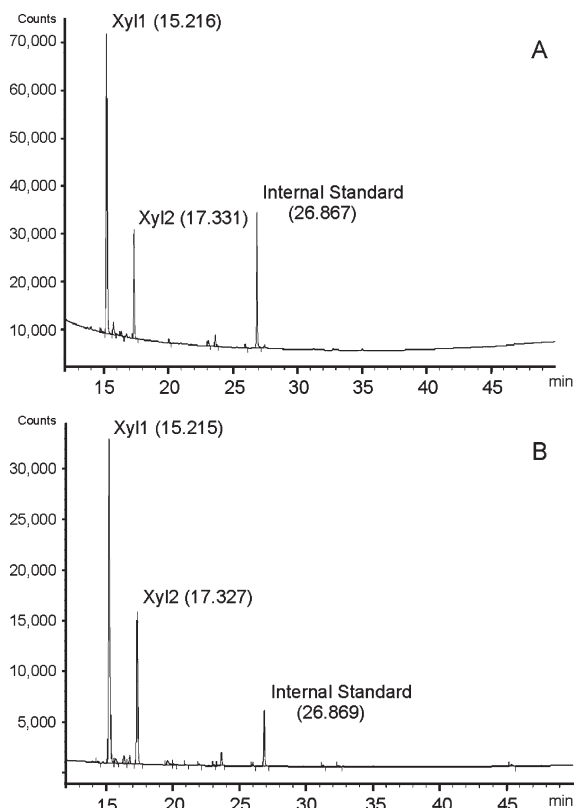 Counts
Xyl1 (15.216)
A
70,000
60,000
50,000
40,000
Internal Standard
(26.867)
Xyl2 (17.331)
30,000
20,000
10,000
15 20 25 30 35 40 45 min
Counts
Xyl1 (15.215)
B
30,000
25,000
20,000
Xyl2 (17.327)
15,000
10,000
Internal Standard
(26.869)
5,000
15 20 25 30 35 40 45 min